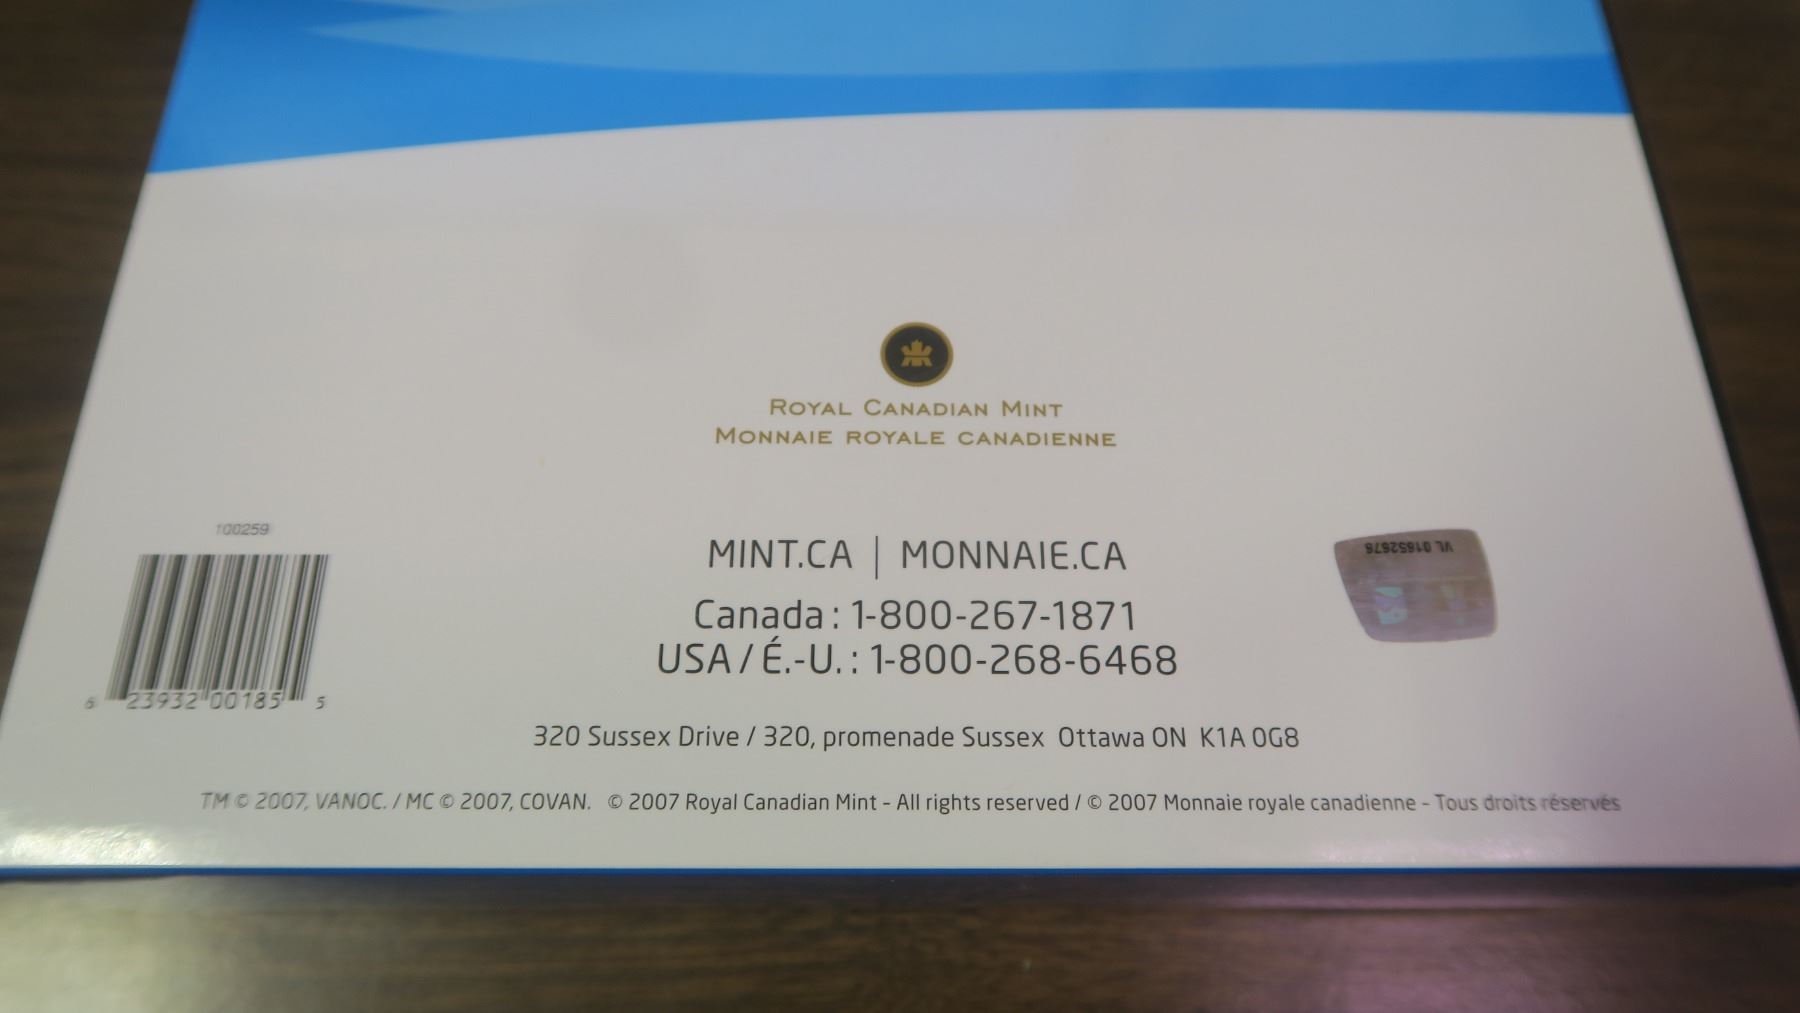 ROYAL CANADIAN MINT
MONNAIE ROYALE CANADIENNE
100259
6 23932 00185 5
MINT.CA | MONNAIE.CA
Canada : 1-800-267-1871
USA / É.-U. : 1-800-268-6468
VL 01652676
320 Sussex Drive / 320, promenade Sussex Ottawa ON K1A 0G8
TM © 2007, VANOC. / MC © 2007, COVAN. © 2007 Royal Canadian Mint – All rights reserved / © 2007 Monnaie royale canadienne – Tous droits réservés